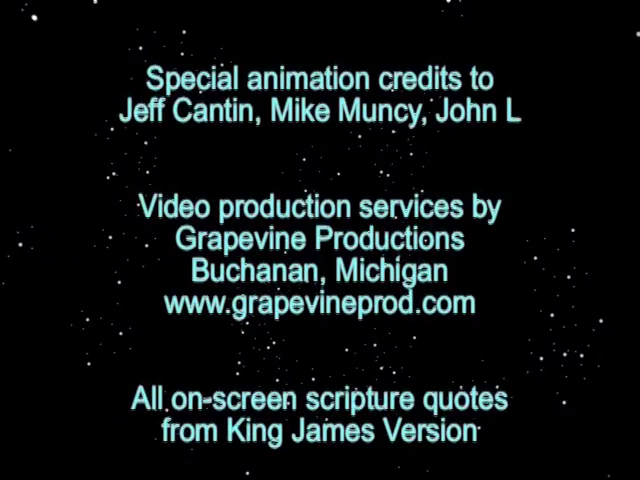 Special animation credits to
Jeff Cantin, Mike Muncy, John L
Video production services by
Grapevine Productions
Buchanan, Michigan
www.grapevineprod.com
All on-screen scripture quotes
from King James Version